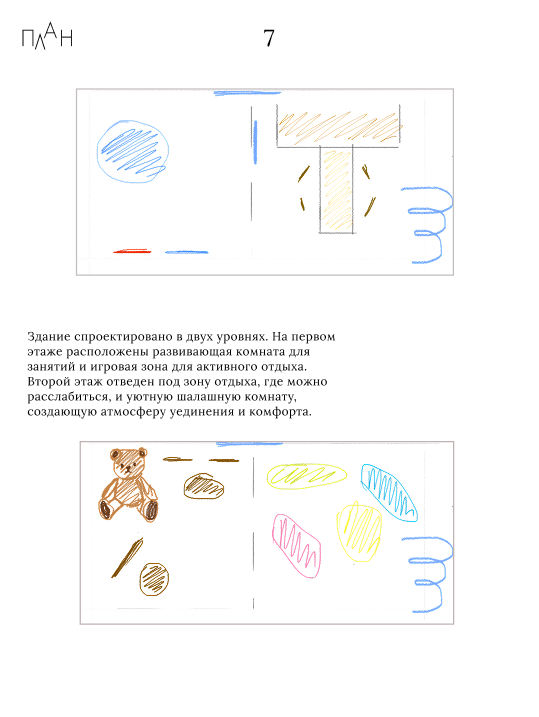 ПЛАН
7
Здание спроектировано в двух уровнях. На первом
этаже расположены развивающая комната для
занятий и игровая зона для активного отдыха.
Второй этаж отведен под зону отдыха, где можно
расслабиться, и уютную шалашную комнату,
создающую атмосферу уединения и комфорта.